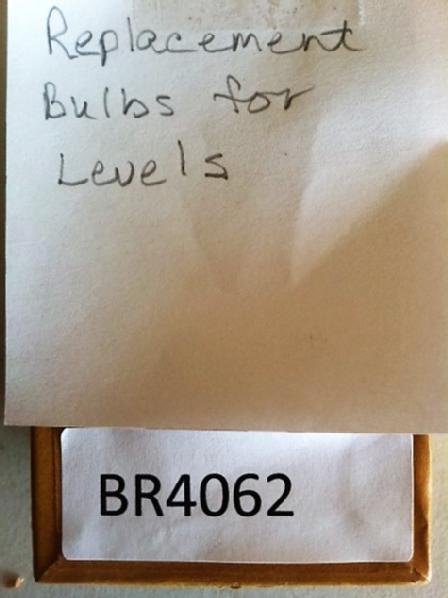 Replacement
Bulbs for
Levels
BR4062